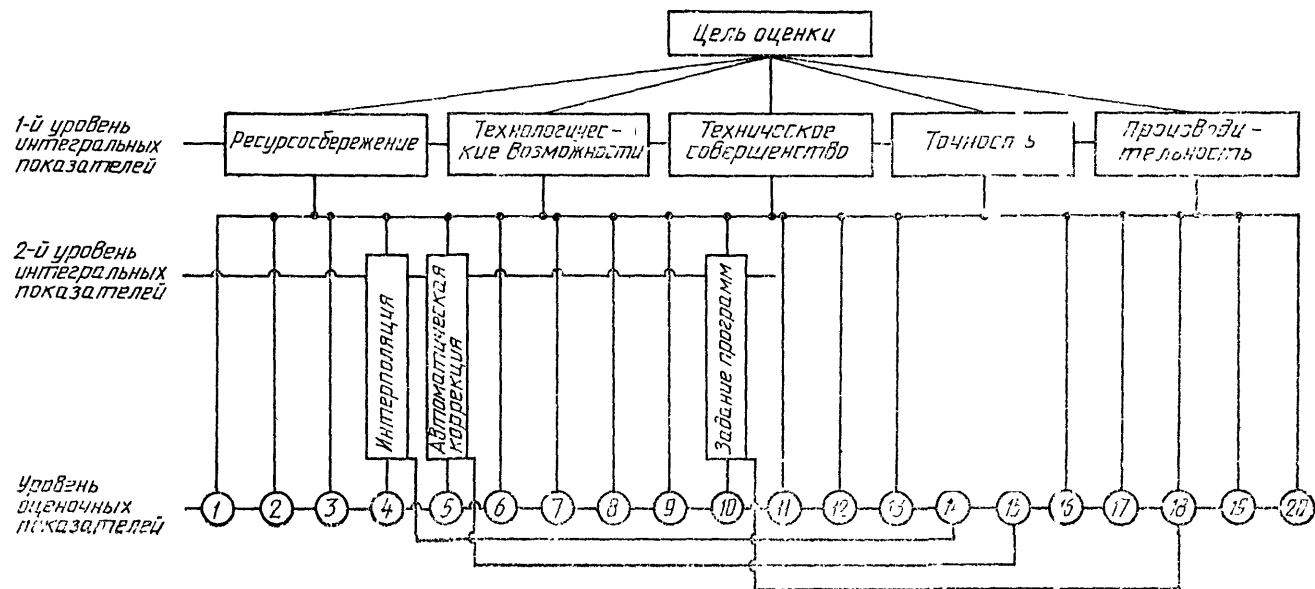 Цель оценки
1-й уровень
интегральных
показателей
Ресурсосбережение
Технологичес-
кие возможности
Техническое
совершенство
Точность
Производи-
тельность
2-й уровень
интегральных
показателей
Интерполяция
Автоматическая
коррекция
Задание программ
Уровень
оценочных
показателей
1 2 3 4 5 6 7 8 9 10 11 12 13 14 15 16 17 18 19 20